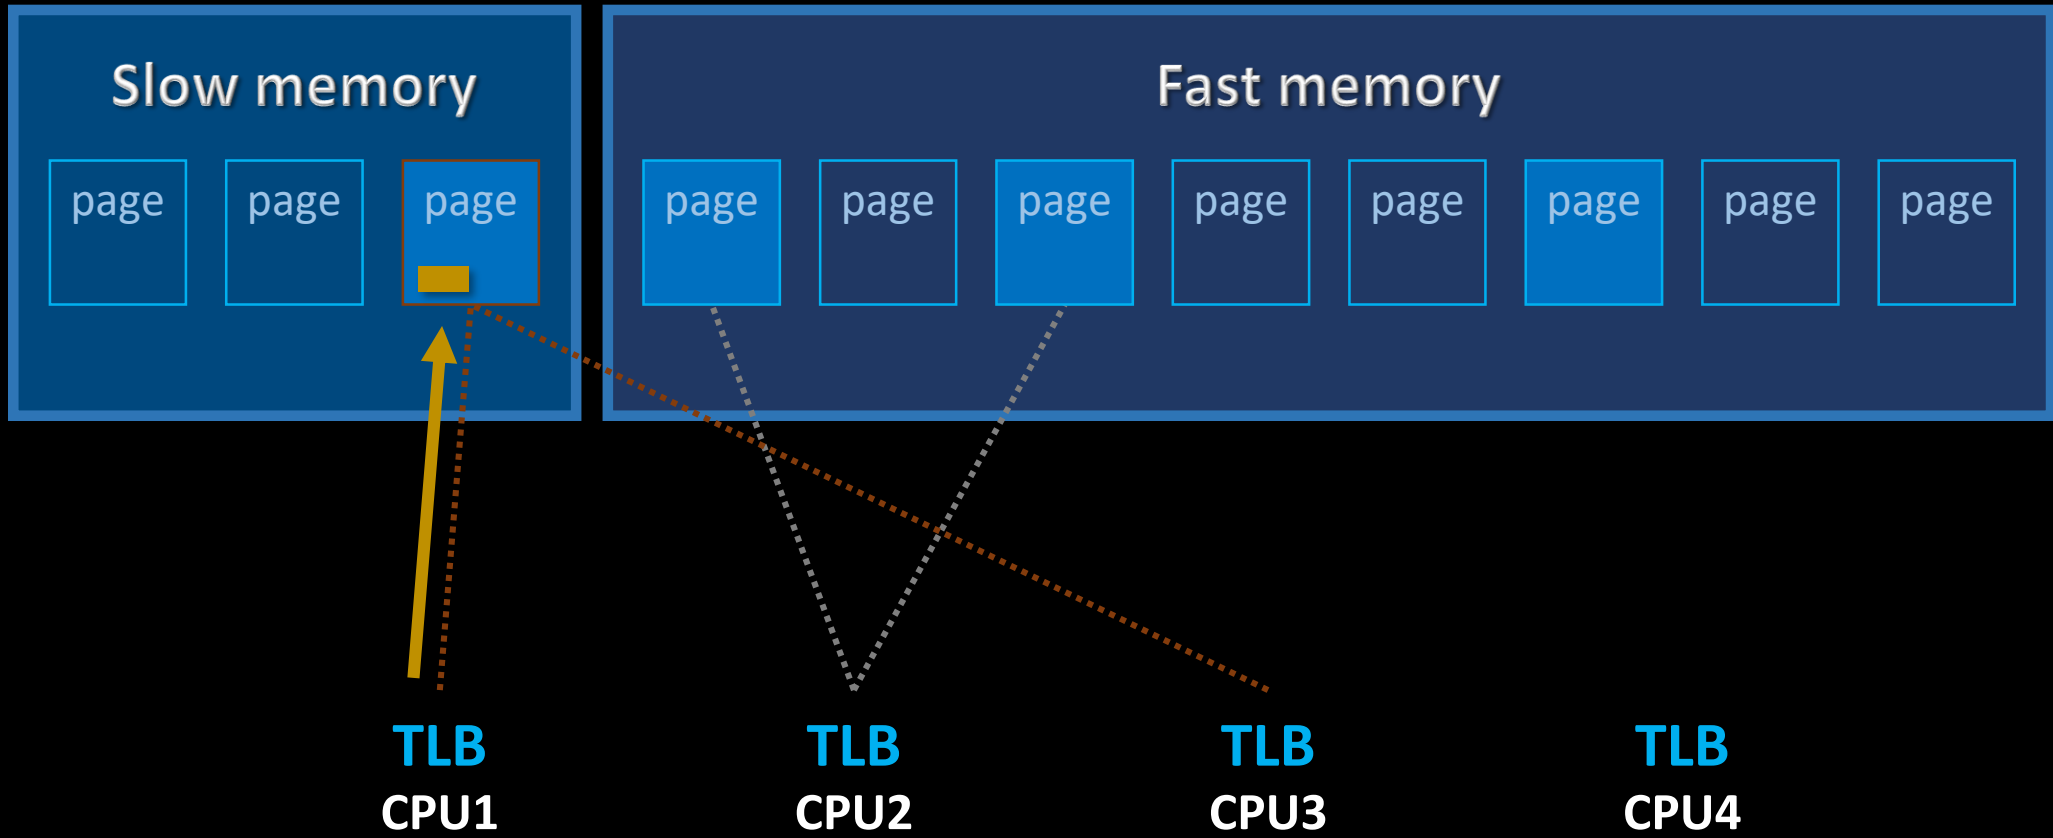 Slow memory
Fast memory
page
page
page
page
page
page
page
page
page
page
page
TLB
TLB
TLB
TLB
CPU1
CPU2
CPU3
CPU4